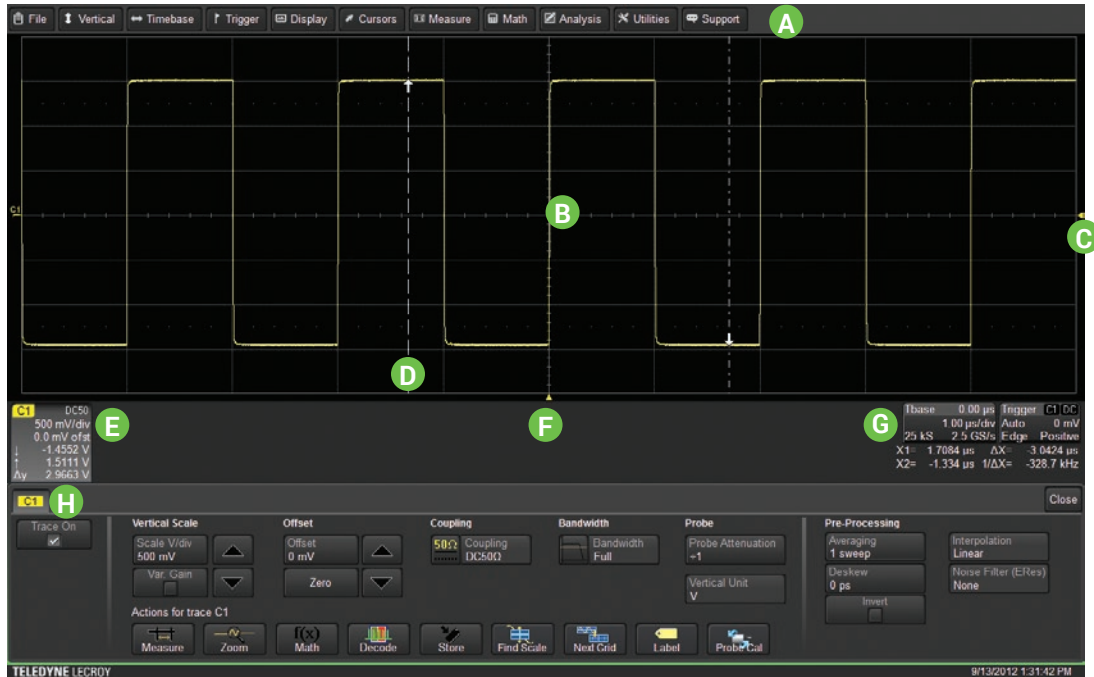 File Vertical Timebase Trigger Display Cursors Measure Math Analysis Utilities Support
A
B
C1
C
D
C1 DC50
500 mV/div
0.0 mV ofst
↓ -1.4552 V
↑ 1.5111 V
Δy 2.9663 V
E
F
G
Tbase 0.00 µs Trigger C1 DC
1.00 µs/div Auto 0 mV
25 kS 2.5 GS/s Edge Positive
X1= 1.7084 µs ΔX= -3.0424 µs
X2= -1.334 µs 1/ΔX= -328.7 kHz
C1 H Close
Trace On
Vertical Scale Offset Coupling Bandwidth Probe Pre-Processing
Scale V/div
500 mV
Var. Gain
Offset
0 mV
Zero
50Ω Coupling
DC50Ω
Bandwidth
Full
Probe Attenuation
÷1
Vertical Unit
V
Averaging
1 sweep
Deskew
0 ps
Invert
Interpolation
Linear
Noise Filter (ERes)
None
Actions for trace C1
f(x)
Measure Zoom Math Decode Store Find Scale Next Grid Label Probe Cal
TELEDYNE LECROY 9/13/2012 1:31:42 PM